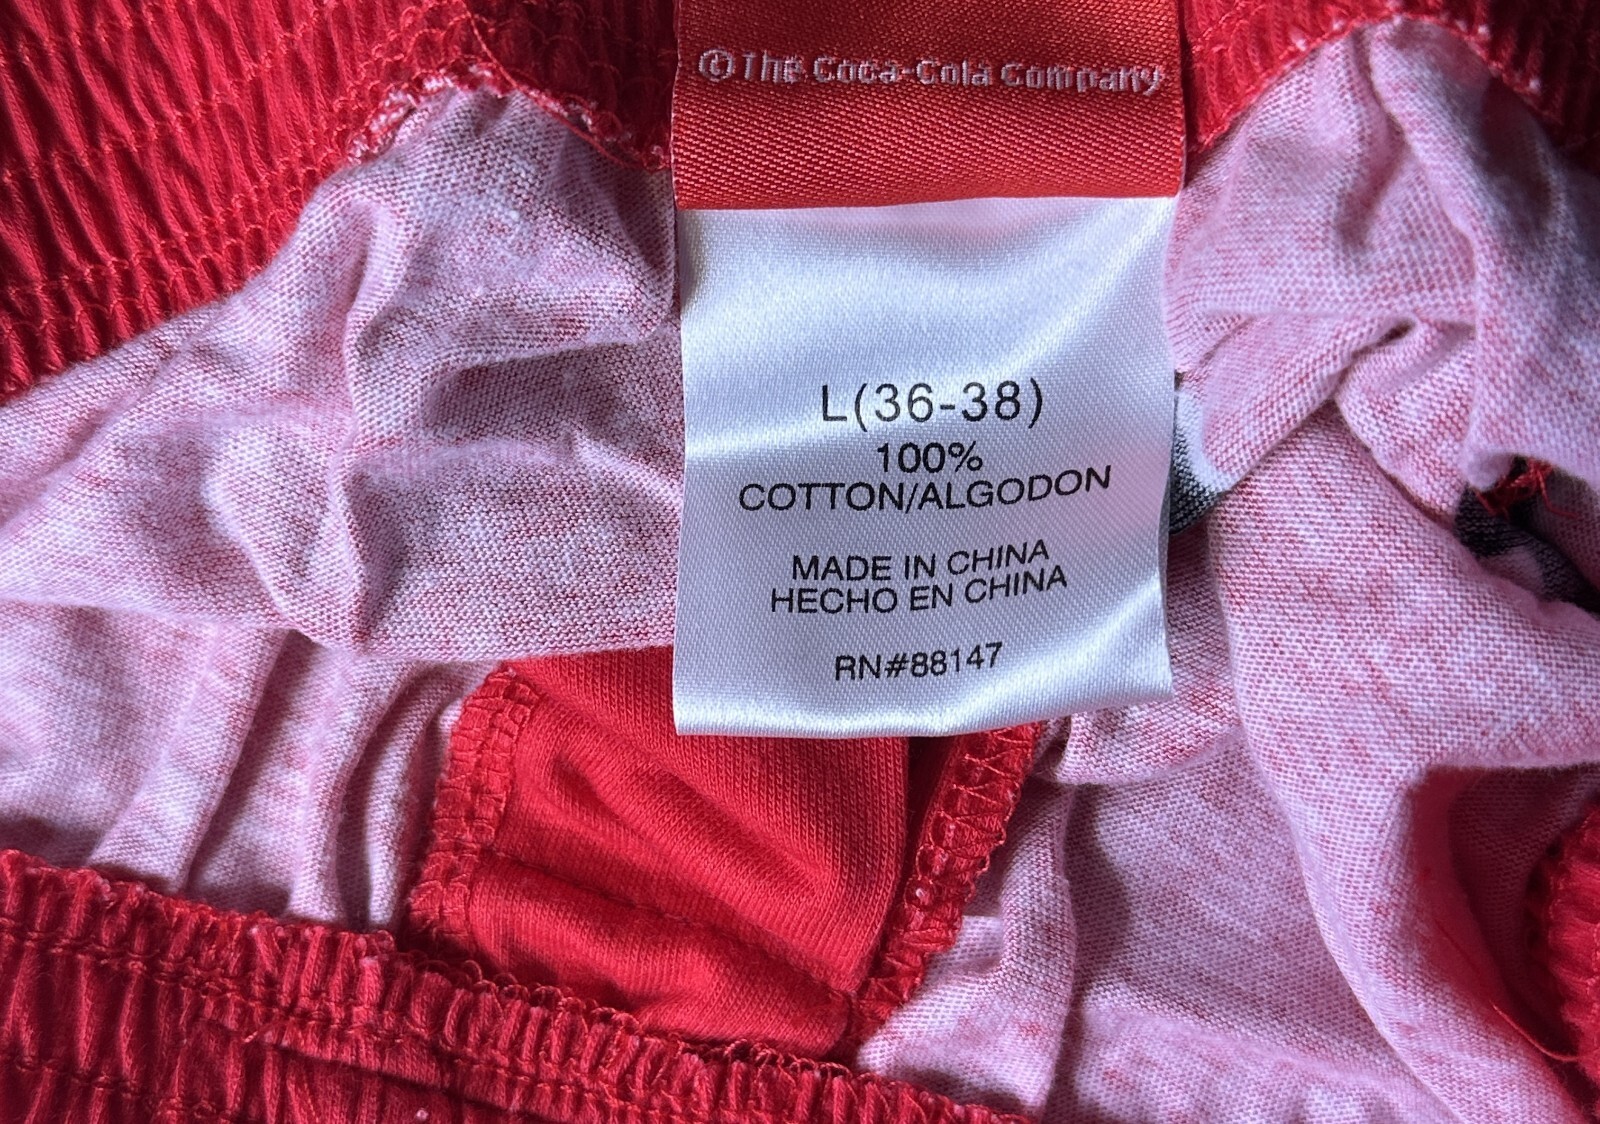 ©The Coca-Cola Company
L(36-38)
100%
COTTON/ALGODON
MADE IN CHINA
HECHO EN CHINA
RN#88147